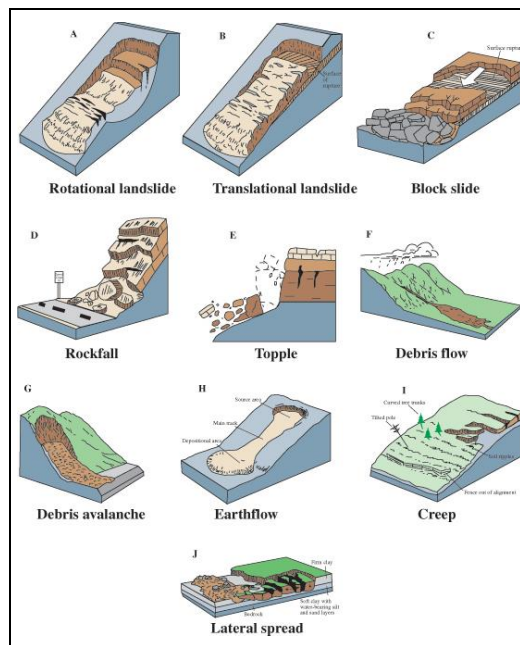 A
Rotational landslide
B
Surface of rupture
Translational landslide
C
Surface rupture
Block slide
D
Rockfall
E
Topple
F
Debris flow
G
Debris avalanche
H
Source area
Main track
Depositional area
Earthflow
I
Curved tree trunks
Tilted pole
Soil ripples
Fence out of alignment
Creep
J
Firm clay
Soft clay with
water-bearing silt
and sand layers
Bedrock
Lateral spread